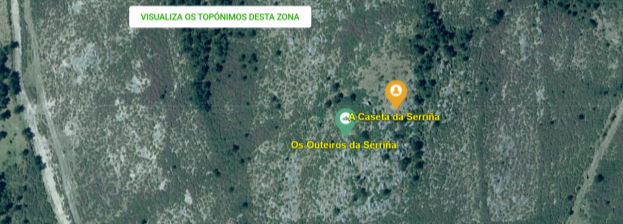 VISUALIZA OS TOPÓNIMOS DESTA ZONA
A Caseta da Serriña
Os Outeiros da Serriña